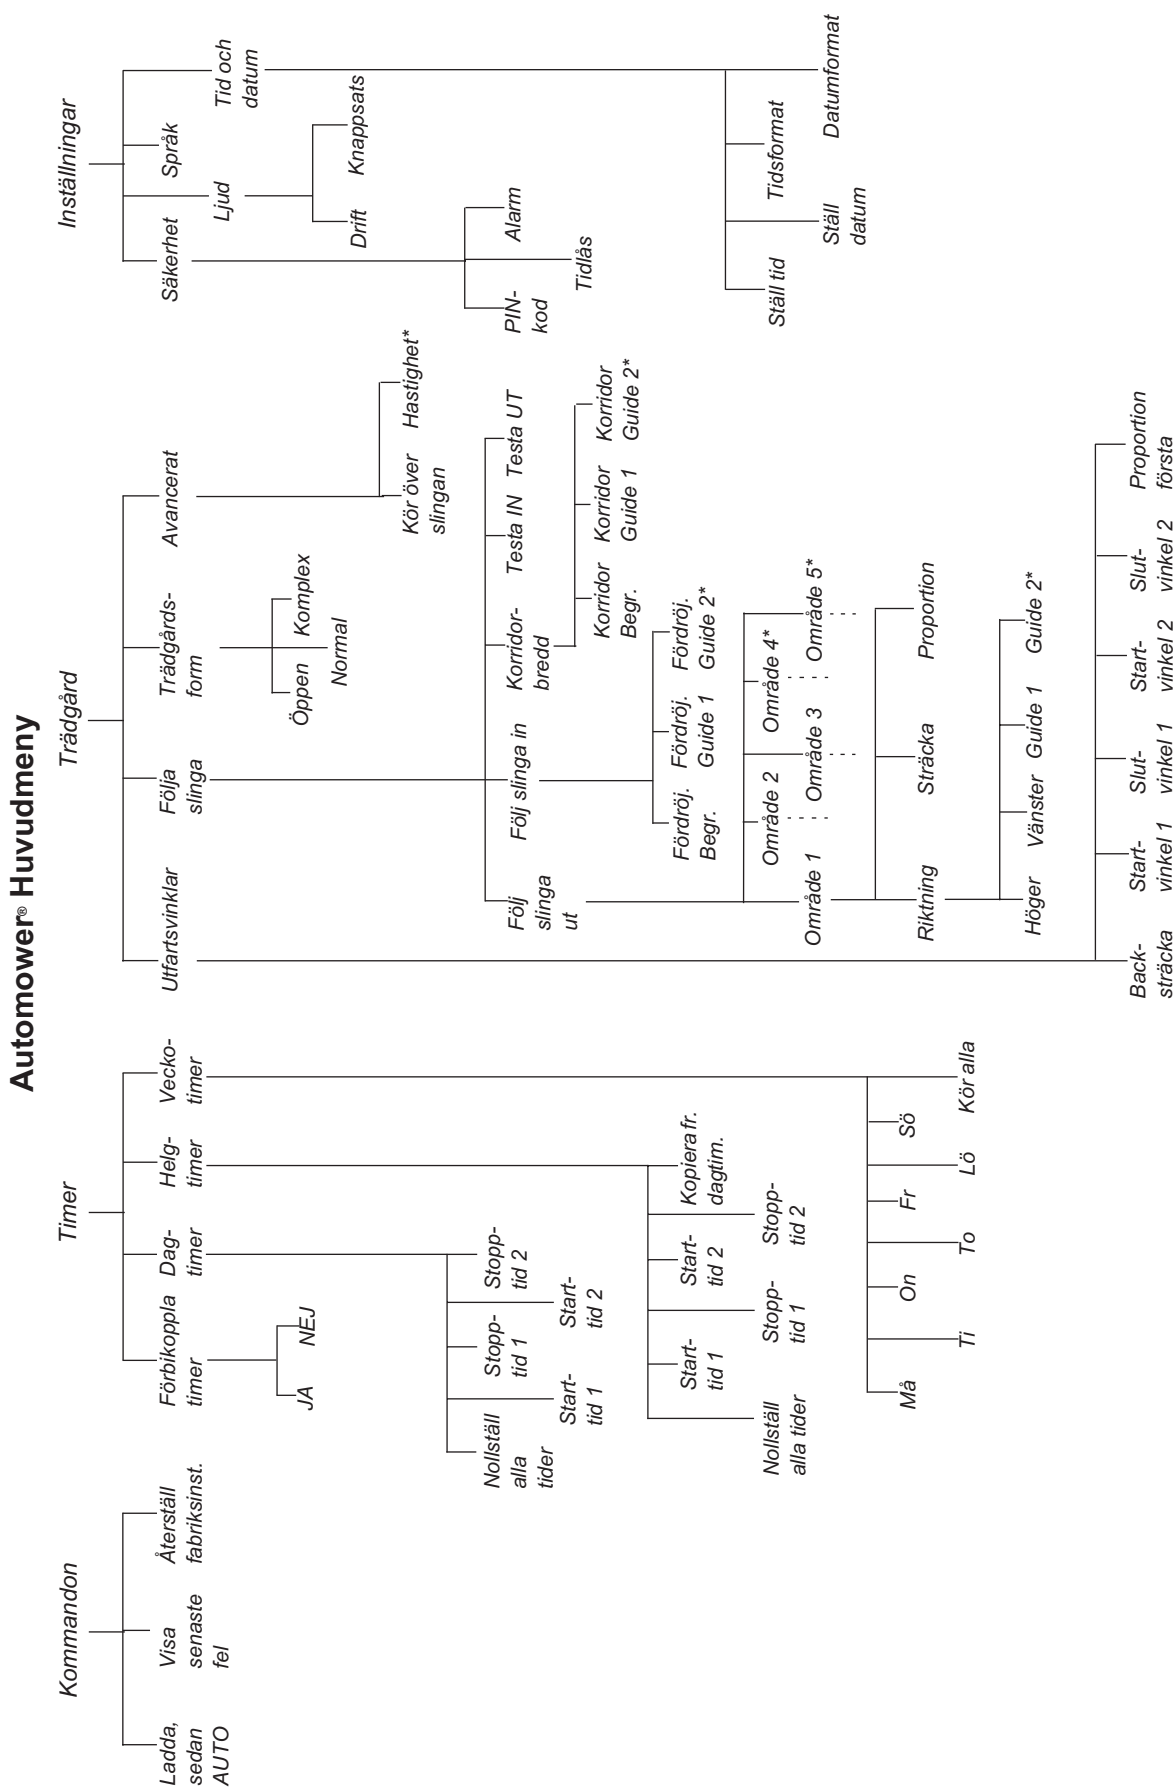 Automower® Huvudmeny
Kommandon
Ladda,
sedan
AUTO
Visa
senaste
fel
Återställ
fabriksinst.
Timer
Förbikoppla
timer
JA
NEJ
Dag-
timer
Nollställ
alla
tider
Start-
tid 1
Stopp-
tid 1
Start-
tid 2
Stopp-
tid 2
Helg-
timer
Nollställ
alla tider
Start-
tid 1
Stopp-
tid 1
Start-
tid 2
Stopp-
tid 2
Kopiera fr.
dagtim.
Vecko-
timer
Må
Ti
On
To
Fr
Lö
Sö
Kör alla
Trädgård
Utfartsvinklar
Back-
sträcka
Start-
vinkel 1
Slut-
vinkel 1
Start-
vinkel 2
Slut-
vinkel 2
Proportion
första
Följa
slinga
Följ
slinga
ut
Område 1
Område 2
Område 3
Område 4*
Område 5*
Riktning
Sträcka
Proportion
Höger
Vänster
Guide 1
Guide 2*
Följ slinga in
Fördröj.
Begr.
Fördröj.
Guide 1
Fördröj.
Guide 2*
Korridor-
bredd
Korridor
Begr.
Korridor
Guide 1
Korridor
Guide 2*
Testa IN
Testa UT
Trädgårds-
form
Öppen
Normal
Komplex
Avancerat
Kör över
slingan
Hastighet*
Inställningar
Säkerhet
PIN-
kod
Tidlås
Alarm
Ljud
Drift
Knappsats
Språk
Tid och
datum
Ställ tid
Ställ
datum
Tidsformat
Datumformat